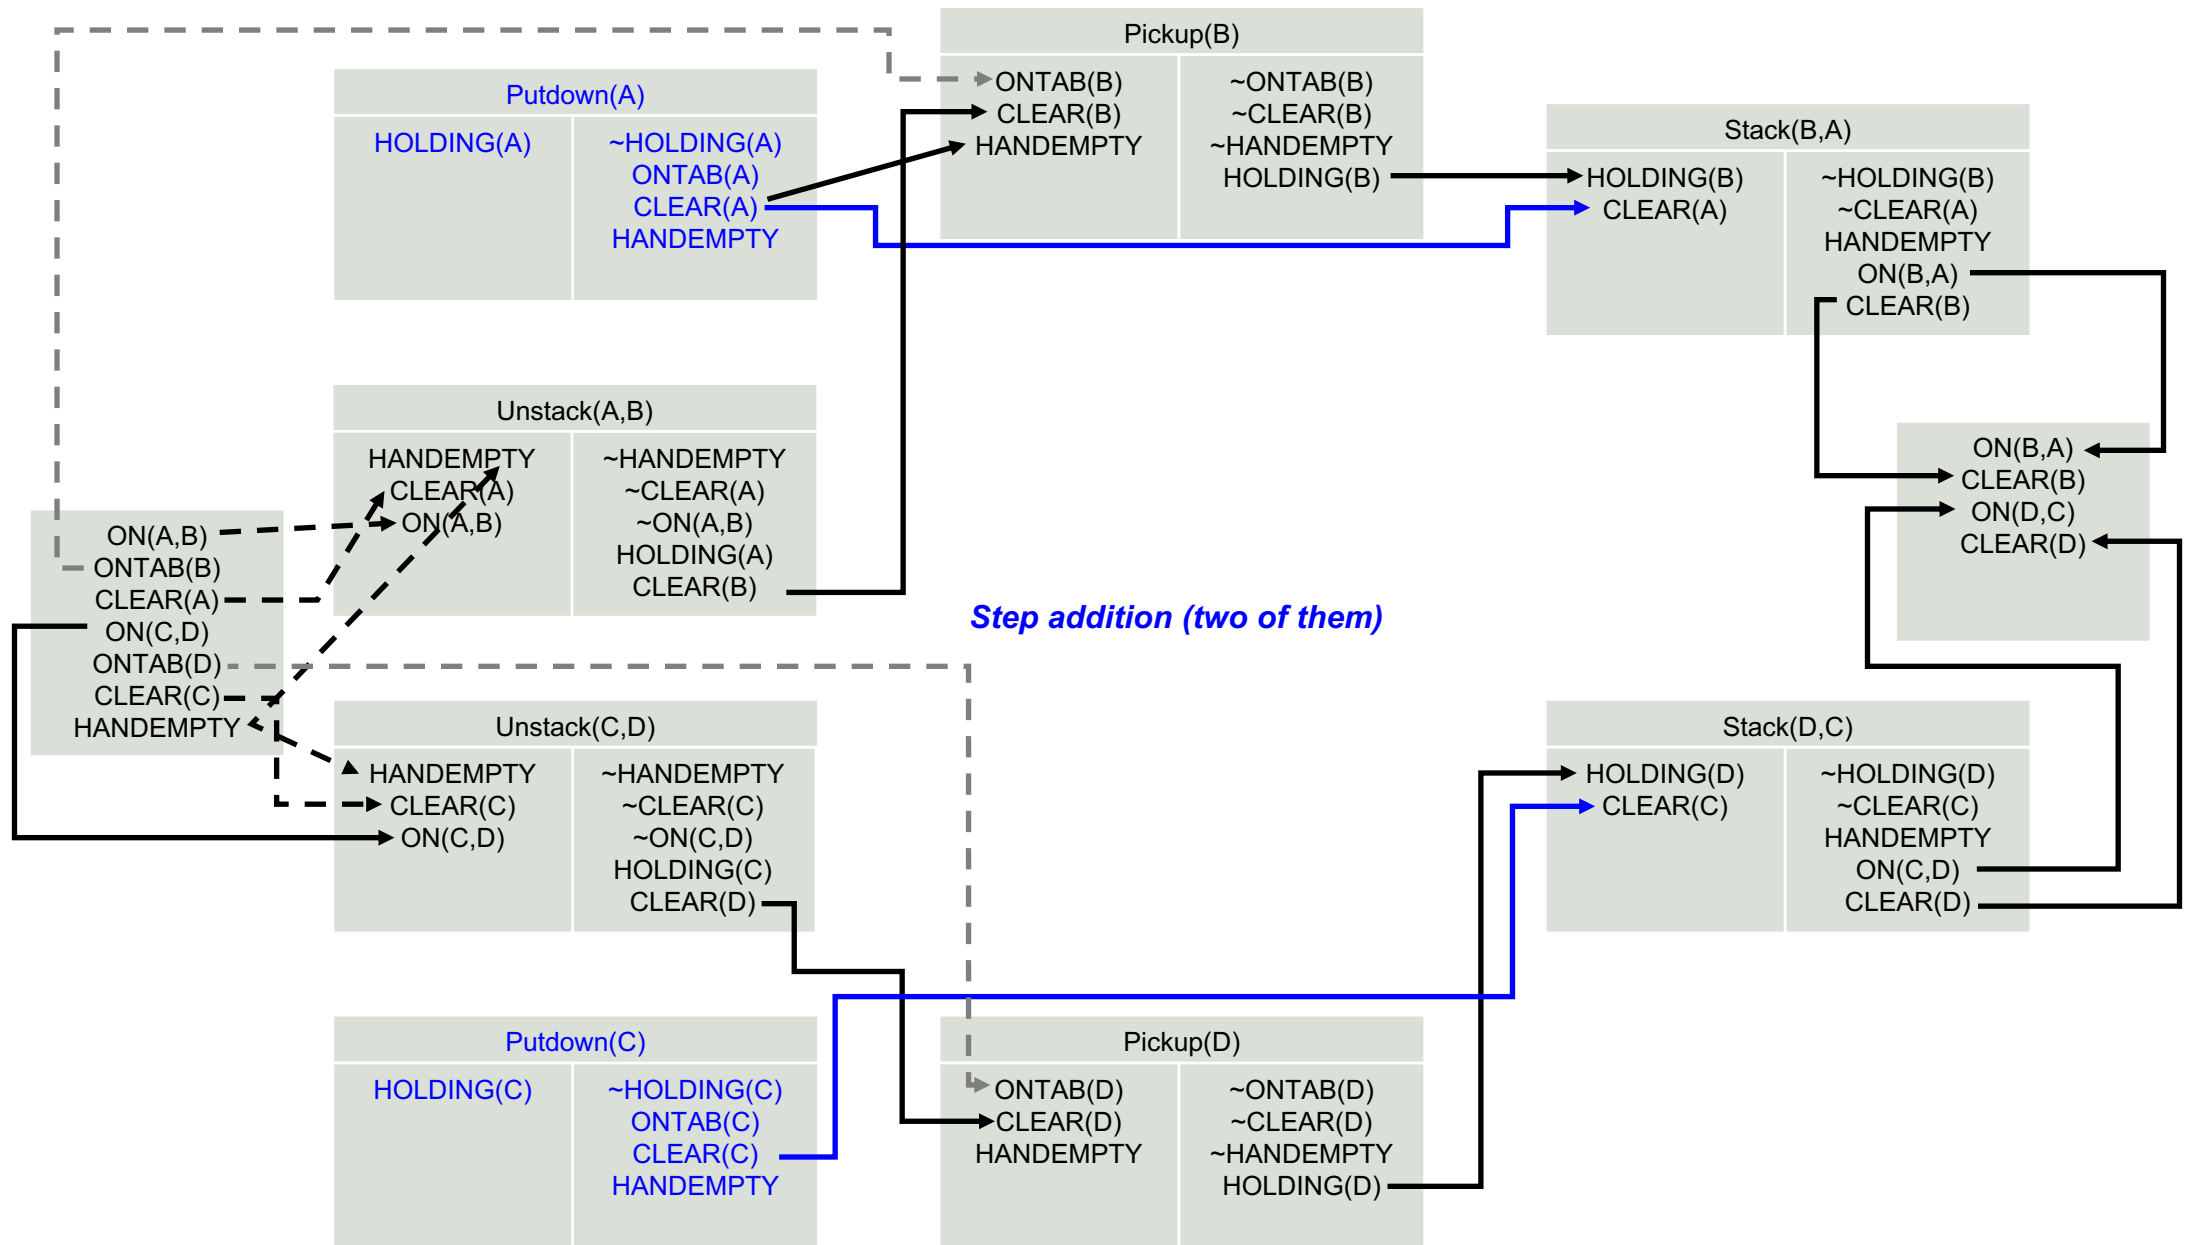 Pickup(B)
ONTAB(B)
CLEAR(B)
HANDEMPTY
~ONTAB(B)
~CLEAR(B)
~HANDEMPTY
HOLDING(B)
Putdown(A)
HOLDING(A)
~HOLDING(A)
ONTAB(A)
CLEAR(A)
HANDEMPTY
Stack(B,A)
HOLDING(B)
CLEAR(A)
~HOLDING(B)
~CLEAR(A)
HANDEMPTY
ON(B,A)
CLEAR(B)
Unstack(A,B)
HANDEMPTY
CLEAR(A)
ON(A,B)
~HANDEMPTY
~CLEAR(A)
~ON(A,B)
HOLDING(A)
CLEAR(B)
ON(B,A)
CLEAR(B)
ON(D,C)
CLEAR(D)
ON(A,B)
ONTAB(B)
CLEAR(A)
ON(C,D)
ONTAB(D)
CLEAR(C)
HANDEMPTY
Step addition (two of them)
Unstack(C,D)
HANDEMPTY
CLEAR(C)
ON(C,D)
~HANDEMPTY
~CLEAR(C)
~ON(C,D)
HOLDING(C)
CLEAR(D)
Stack(D,C)
HOLDING(D)
CLEAR(C)
~HOLDING(D)
~CLEAR(C)
HANDEMPTY
ON(C,D)
CLEAR(D)
Putdown(C)
HOLDING(C)
~HOLDING(C)
ONTAB(C)
CLEAR(C)
HANDEMPTY
Pickup(D)
ONTAB(D)
CLEAR(D)
HANDEMPTY
~ONTAB(D)
~CLEAR(D)
~HANDEMPTY
HOLDING(D)